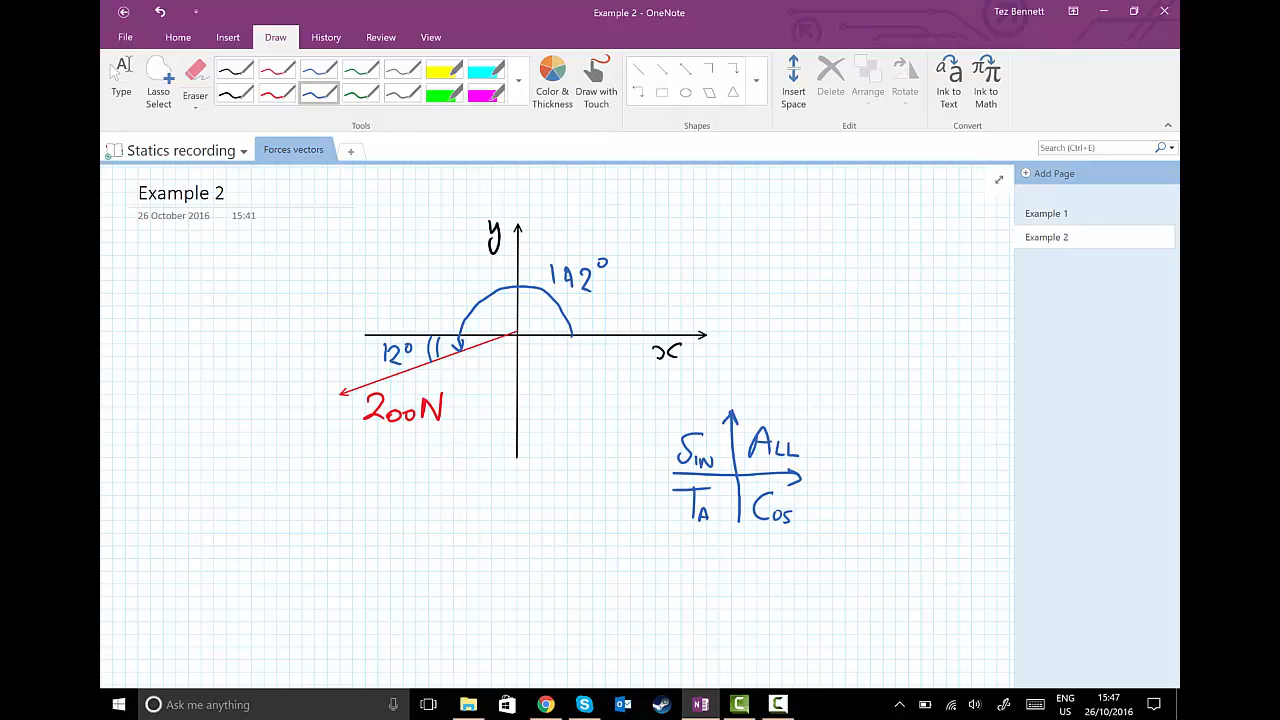 Example 2 - OneNote
Tez Bennett
File Home Insert Draw History Review View
Type
Lasso Select
Eraser
Color & Thickness
Draw with Touch
Insert Space
Delete
Arrange
Rotate
Ink to Text
Ink to Math
Tools
Shapes
Edit
Convert
Statics recording
Forces vectors
Search (Ctrl+E)
Example 2
26 October 2016 15:41
Add Page
Example 1
Example 2
y
192°
12°
x
200N
SIN
ALL
TA
COS
Ask me anything
ENG
US
15:47
26/10/2016